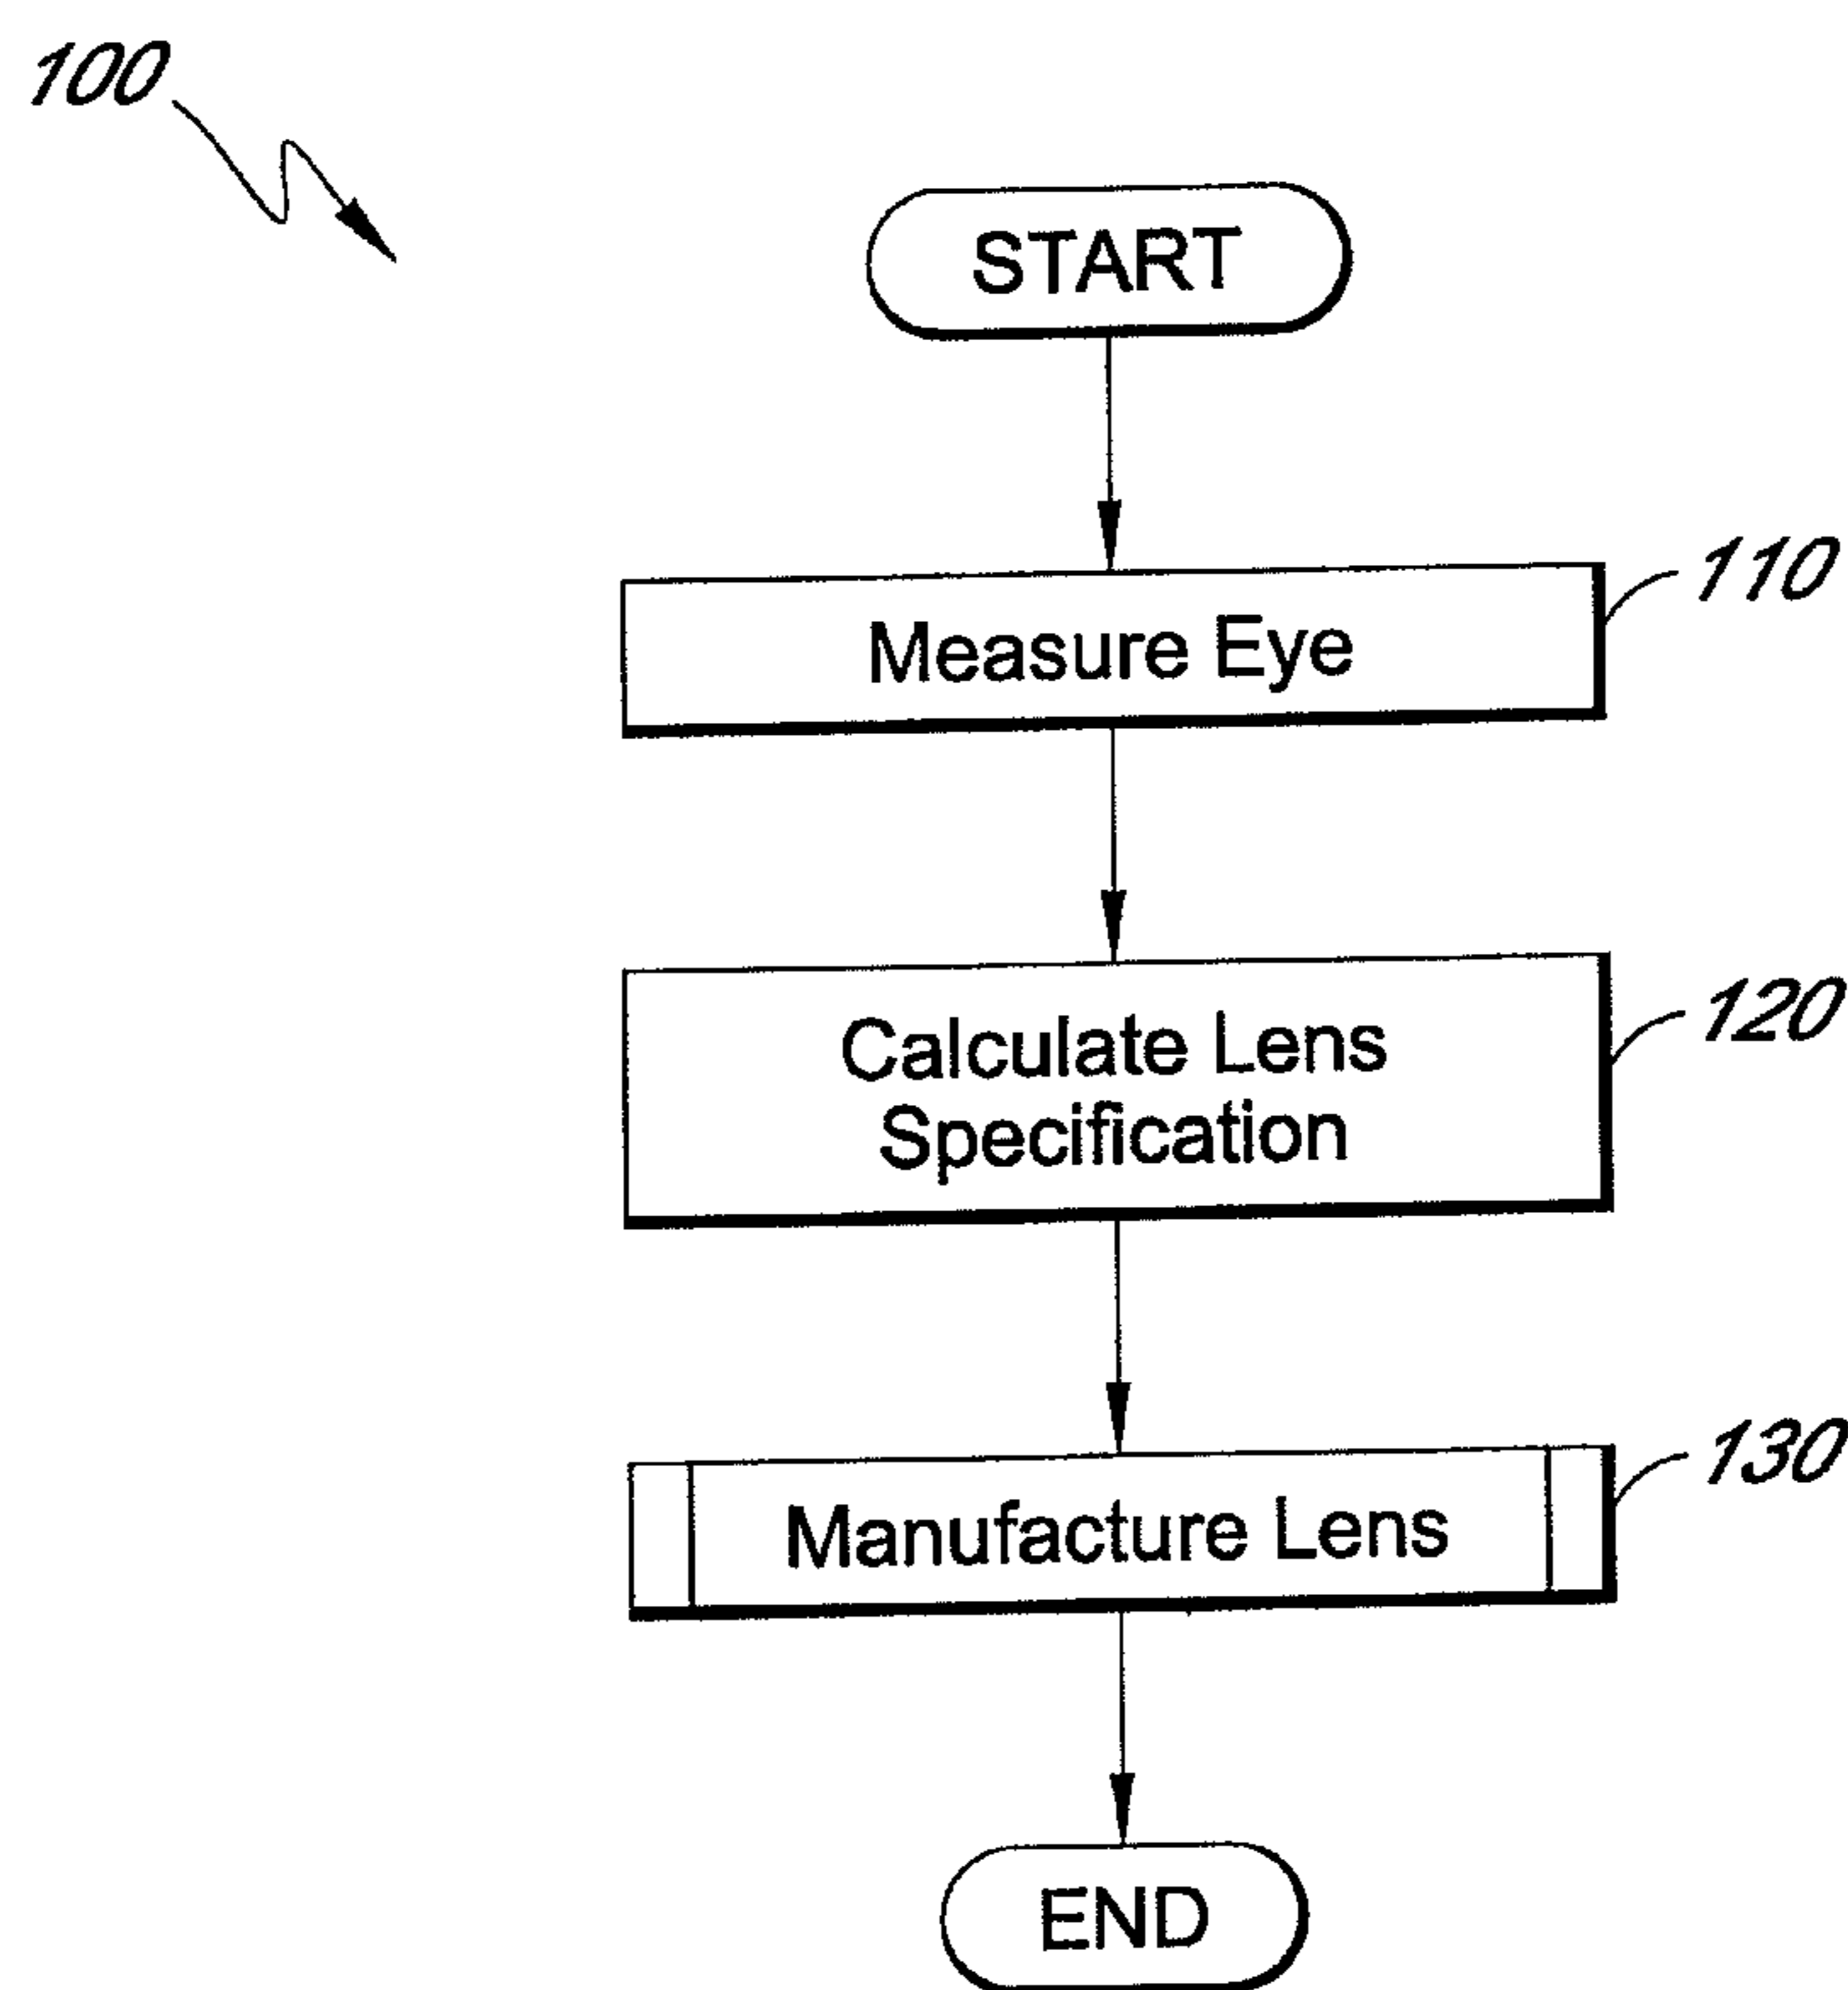 100
START
Measure Eye
110
Calculate Lens
Specification
120
Manufacture Lens
130
END